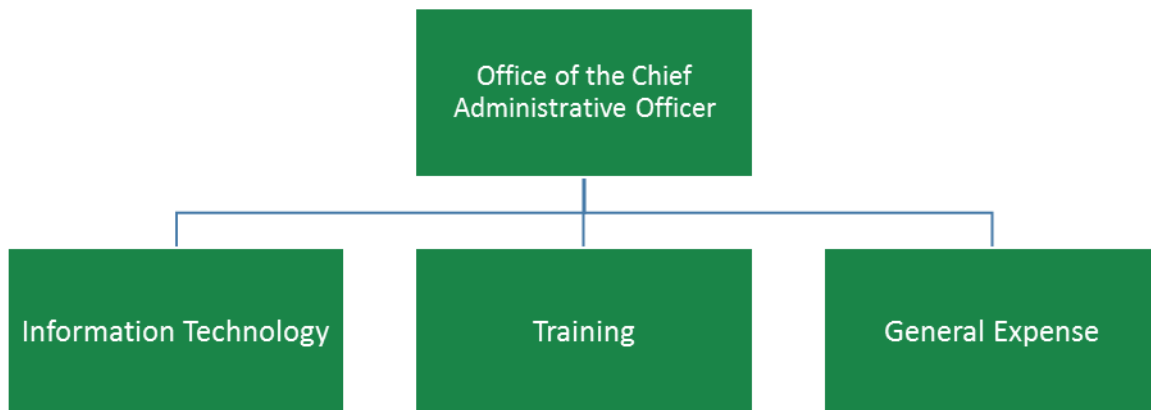 Office of the Chief
Administrative Officer
Information Technology
Training
General Expense